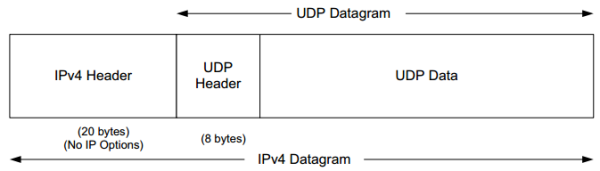 UDP Datagram
IPv4 Header
UDP
Header
UDP Data
(20 bytes)
(No IP Options)
(8 bytes)
IPv4 Datagram